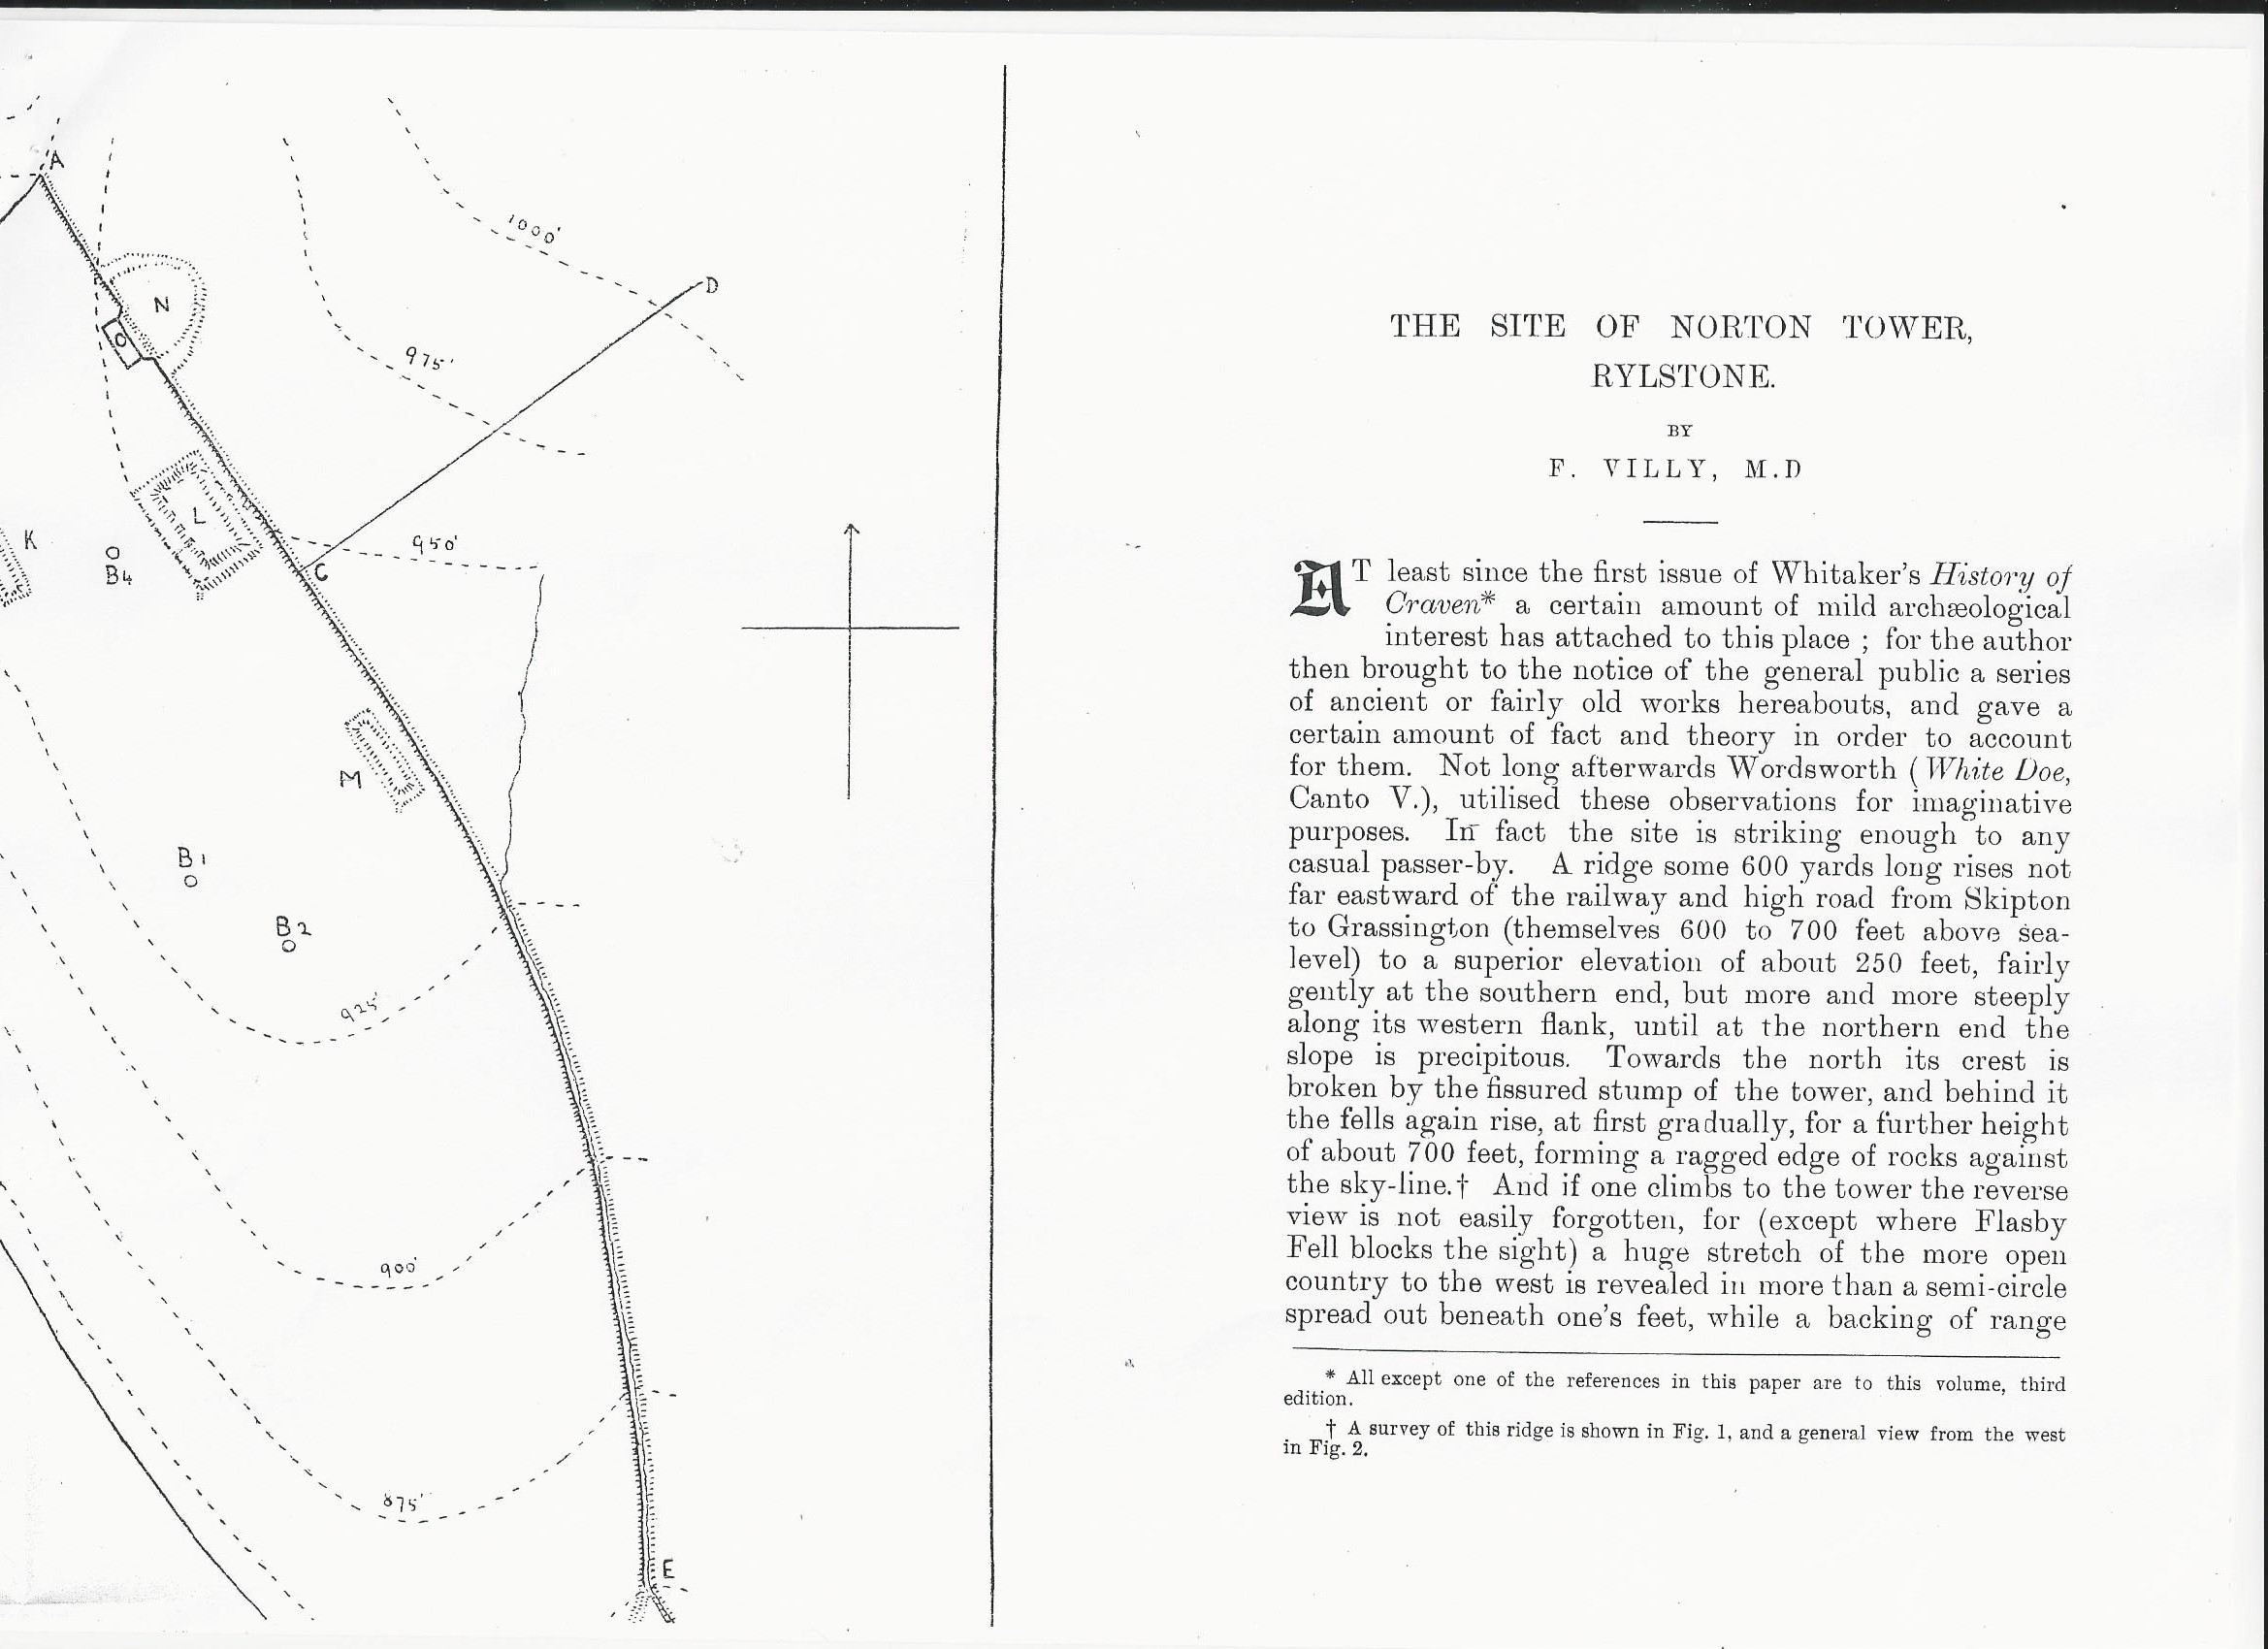 A
1000'
D
N
O
975'
L
K
B4
950'
C
M
B1
B2
925'
900'
875'
E
THE SITE OF NORTON TOWER,
RYLSTONE.
BY
F. VILLY, M.D
AT least since the first issue of Whitaker's History of
Craven* a certain amount of mild archæological
interest has attached to this place ; for the author
then brought to the notice of the general public a series
of ancient or fairly old works hereabouts, and gave a
certain amount of fact and theory in order to account
for them. Not long afterwards Wordsworth (White Doe,
Canto V.), utilised these observations for imaginative
purposes. In fact the site is striking enough to any
casual passer-by. A ridge some 600 yards long rises not
far eastward of the railway and high road from Skipton
to Grassington (themselves 600 to 700 feet above sea-
level) to a superior elevation of about 250 feet, fairly
gently at the southern end, but more and more steeply
along its western flank, until at the northern end the
slope is precipitous. Towards the north its crest is
broken by the fissured stump of the tower, and behind it
the fells again rise, at first gradually, for a further height
of about 700 feet, forming a ragged edge of rocks against
the sky-line.† And if one climbs to the tower the reverse
view is not easily forgotten, for (except where Flasby
Fell blocks the sight) a huge stretch of the more open
country to the west is revealed in more than a semi-circle
spread out beneath one's feet, while a backing of range
* All except one of the references in this paper are to this volume, third
edition.
† A survey of this ridge is shown in Fig. 1, and a general view from the west
in Fig. 2.